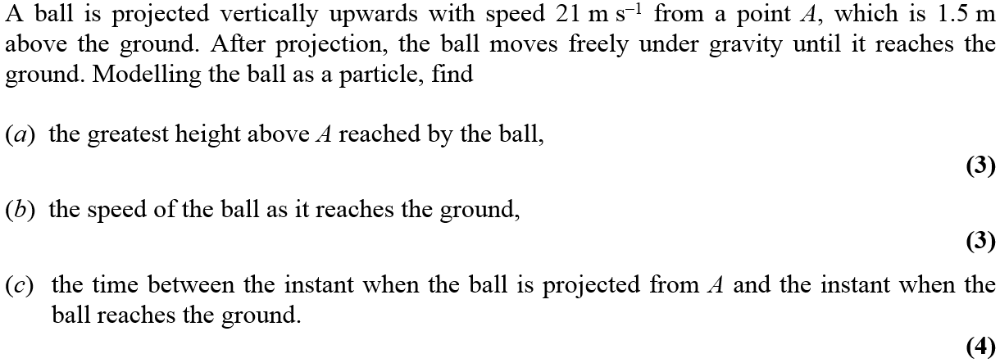 A ball is projected vertically upwards with speed 21 m s⁻¹ from a point A, which is 1.5 m
above the ground. After projection, the ball moves freely under gravity until it reaches the
ground. Modelling the ball as a particle, find
(a) the greatest height above A reached by the ball,
(3)
(b) the speed of the ball as it reaches the ground,
(3)
(c) the time between the instant when the ball is projected from A and the instant when the
ball reaches the ground.
(4)